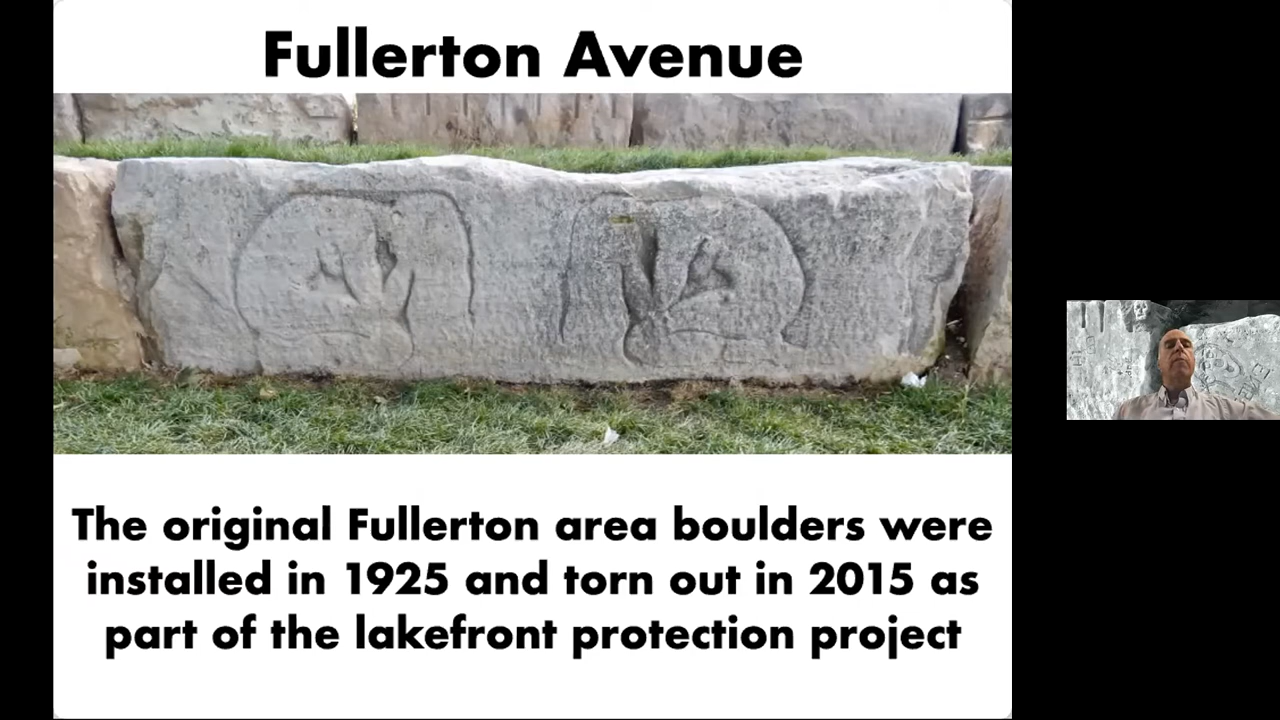 Fullerton Avenue
The original Fullerton area boulders were
installed in 1925 and torn out in 2015 as
part of the lakefront protection project